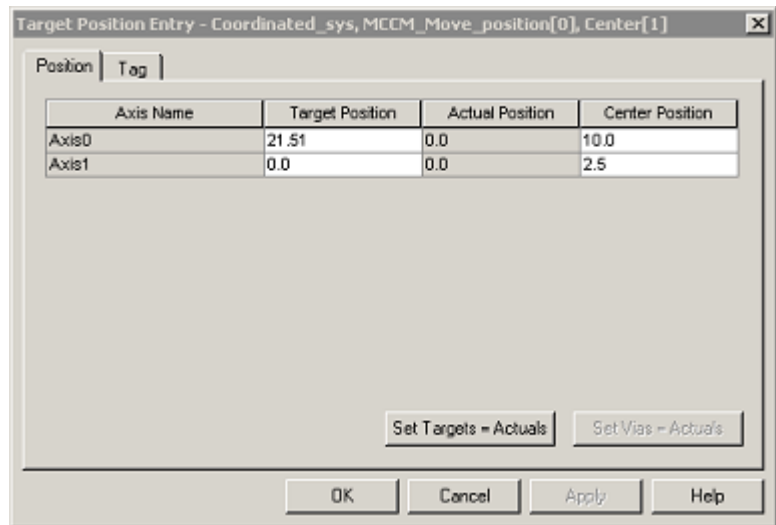 Target Position Entry - Coordinated_sys, MCCM_Move_position[0], Center[1]
Position Tag
Axis Name Target Position Actual Position Center Position
Axis0 21.51 0.0 10.0
Axis1 0.0 0.0 2.5
Set Targets = Actuals Set Vias = Actuals
OK Cancel Apply Help